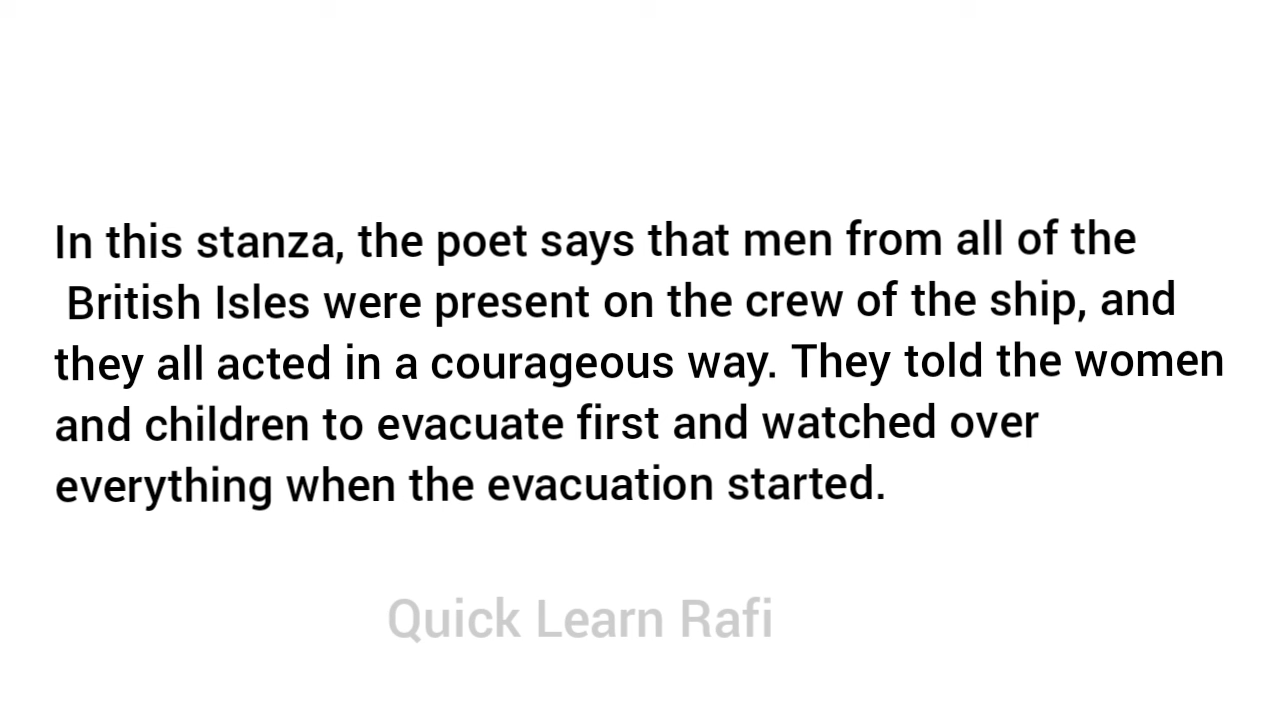 In this stanza, the poet says that men from all of the
British Isles were present on the crew of the ship, and
they all acted in a courageous way. They told the women
and children to evacuate first and watched over
everything when the evacuation started.
Quick Learn Rafi